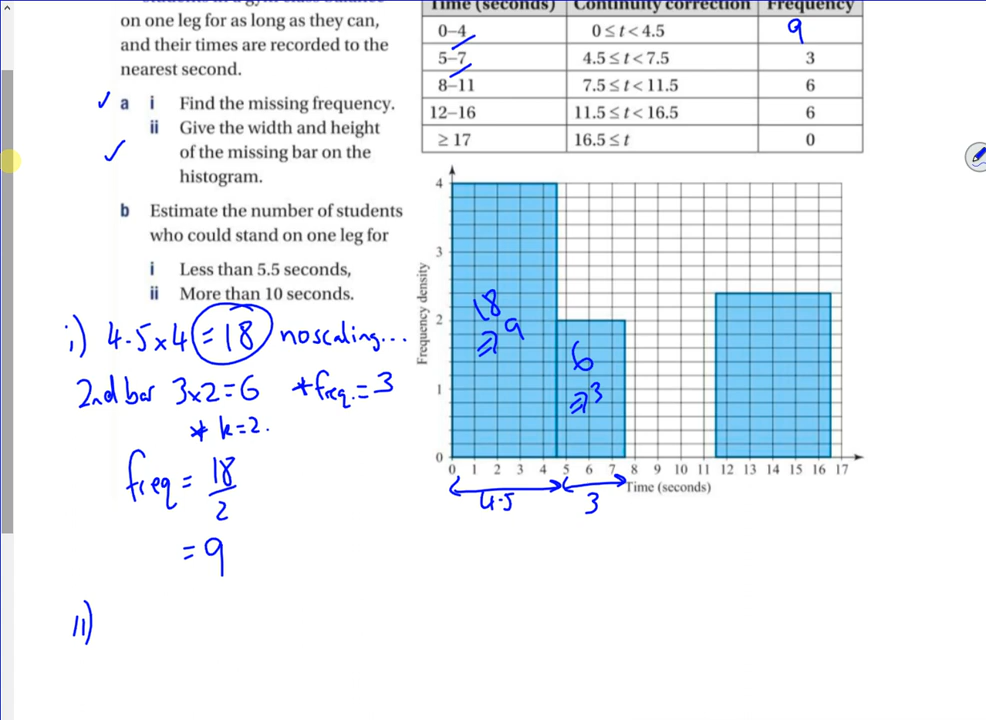 on one leg for as long as they can,
and their times are recorded to the
nearest second.
a i Find the missing frequency.
ii Give the width and height
of the missing bar on the
histogram.
b Estimate the number of students
who could stand on one leg for
i Less than 5.5 seconds,
ii More than 10 seconds.
Time (seconds) Continuity correction Frequency
0–4 0 ≤ t < 4.5 9
5–7 4.5 ≤ t < 7.5 3
8–11 7.5 ≤ t < 11.5 6
12–16 11.5 ≤ t < 16.5 6
≥ 17 16.5 ≤ t 0
4
3
2
1
0
Frequency density
18
⇒ 9
6
⇒ 3
0 1 2 3 4 5 6 7 8 9 10 11 12 13 14 15 16 17
Time (seconds)
4.5 3
i) 4.5 x 4 = 18 no scaling...
2nd bar 3 x 2 = 6 * freq. = 3
* k = 2.
freq = 18
2
= 9
ii)